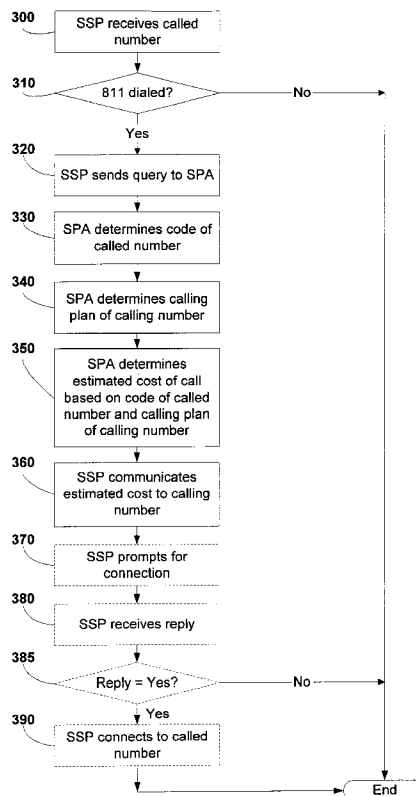 300
SSP receives called
number
310
811 dialed?
No
Yes
320
SSP sends query to SPA
330
SPA determines code of
called number
340
SPA determines calling
plan of calling number
350
SPA determines
estimated cost of call
based on code of called
number and calling plan
of calling number
360
SSP communicates
estimated cost to calling
number
370
SSP prompts for
connection
380
SSP receives reply
385
Reply = Yes?
No
Yes
390
SSP connects to called
number
End